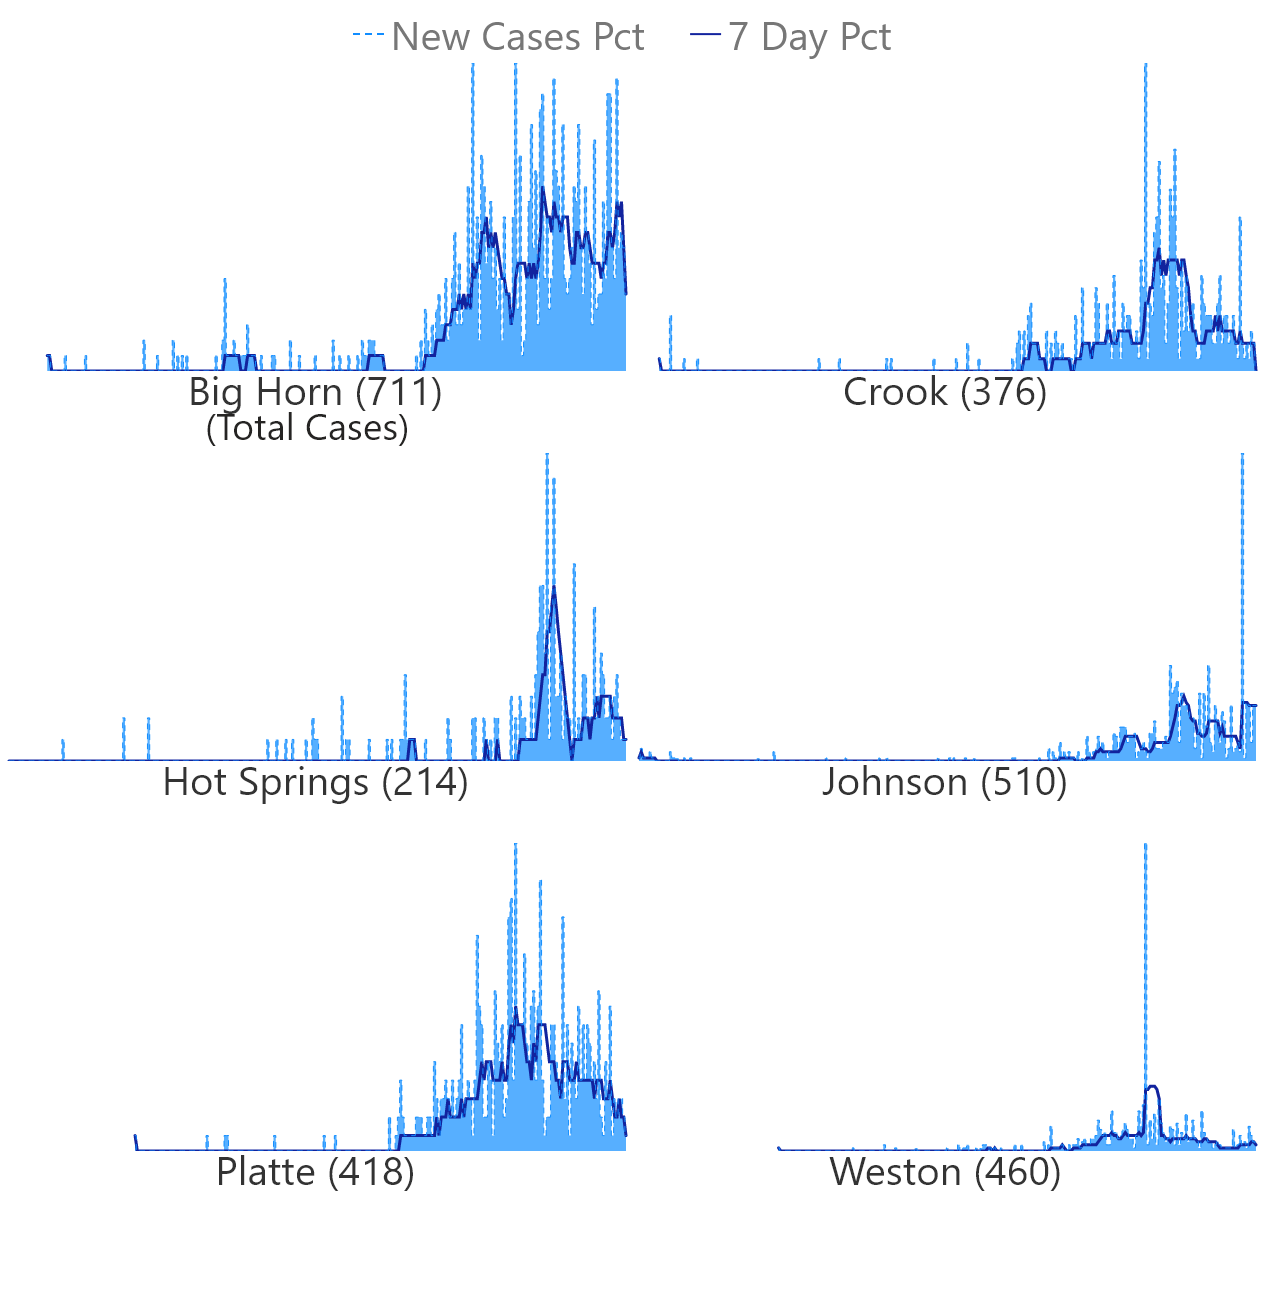 New Cases Pct 7 Day Pct
Big Horn (711) Crook (376)
(Total Cases)
Hot Springs (214) Johnson (510)
Platte (418) Weston (460)